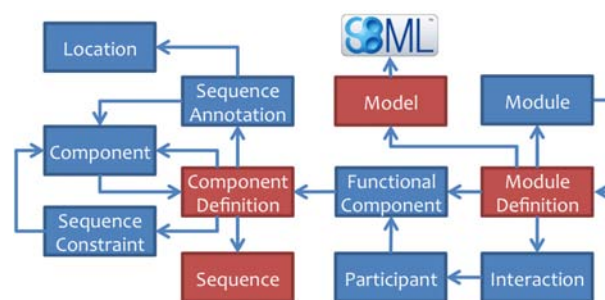 SBML
Location
Sequence
Annotation
Model
Module
Component
Component
Definition
Functional
Component
Module
Definition
Sequence
Constraint
Sequence
Participant
Interaction